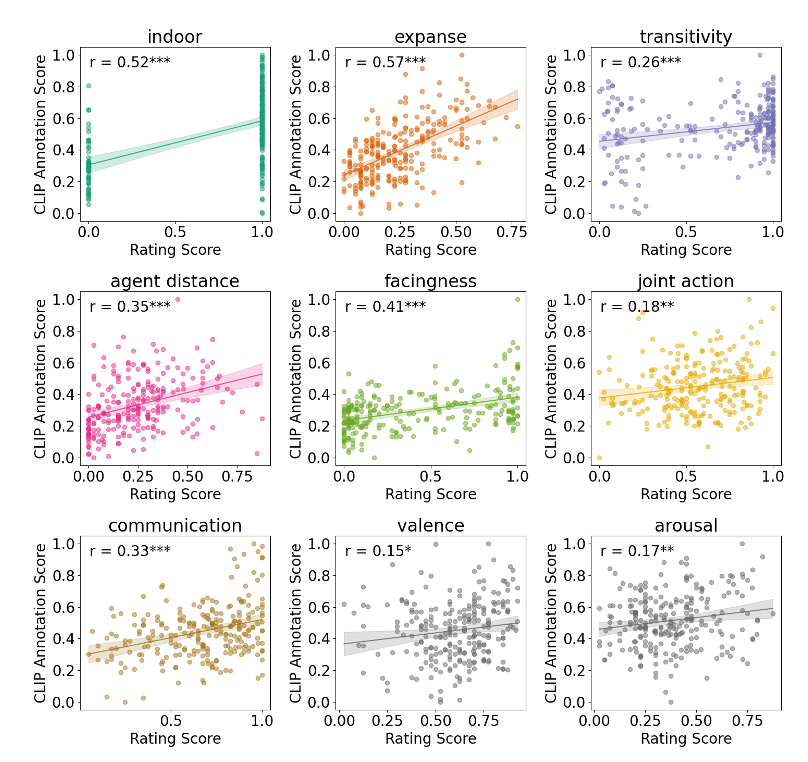 indoor
r = 0.52***
CLIP Annotation Score
1.0
0.8
0.6
0.4
0.2
0.0
0.0 0.5 1.0
Rating Score
expanse
r = 0.57***
CLIP Annotation Score
1.0
0.8
0.6
0.4
0.2
0.0
0.00 0.25 0.50 0.75
Rating Score
transitivity
r = 0.26***
CLIP Annotation Score
1.0
0.8
0.6
0.4
0.2
0.0
0.0 0.5 1.0
Rating Score
agent distance
r = 0.35***
CLIP Annotation Score
1.0
0.8
0.6
0.4
0.2
0.0
0.00 0.25 0.50 0.75
Rating Score
facingness
r = 0.41***
CLIP Annotation Score
1.0
0.8
0.6
0.4
0.2
0.0
0.0 0.5 1.0
Rating Score
joint action
r = 0.18**
CLIP Annotation Score
1.0
0.8
0.6
0.4
0.2
0.0
0.0 0.5 1.0
Rating Score
communication
r = 0.33***
CLIP Annotation Score
1.0
0.8
0.6
0.4
0.2
0.0
0.5 1.0
Rating Score
valence
r = 0.15*
CLIP Annotation Score
1.0
0.8
0.6
0.4
0.2
0.0
0.00 0.25 0.50 0.75
Rating Score
arousal
r = 0.17**
CLIP Annotation Score
1.0
0.8
0.6
0.4
0.2
0.0
0.00 0.25 0.50 0.75
Rating Score